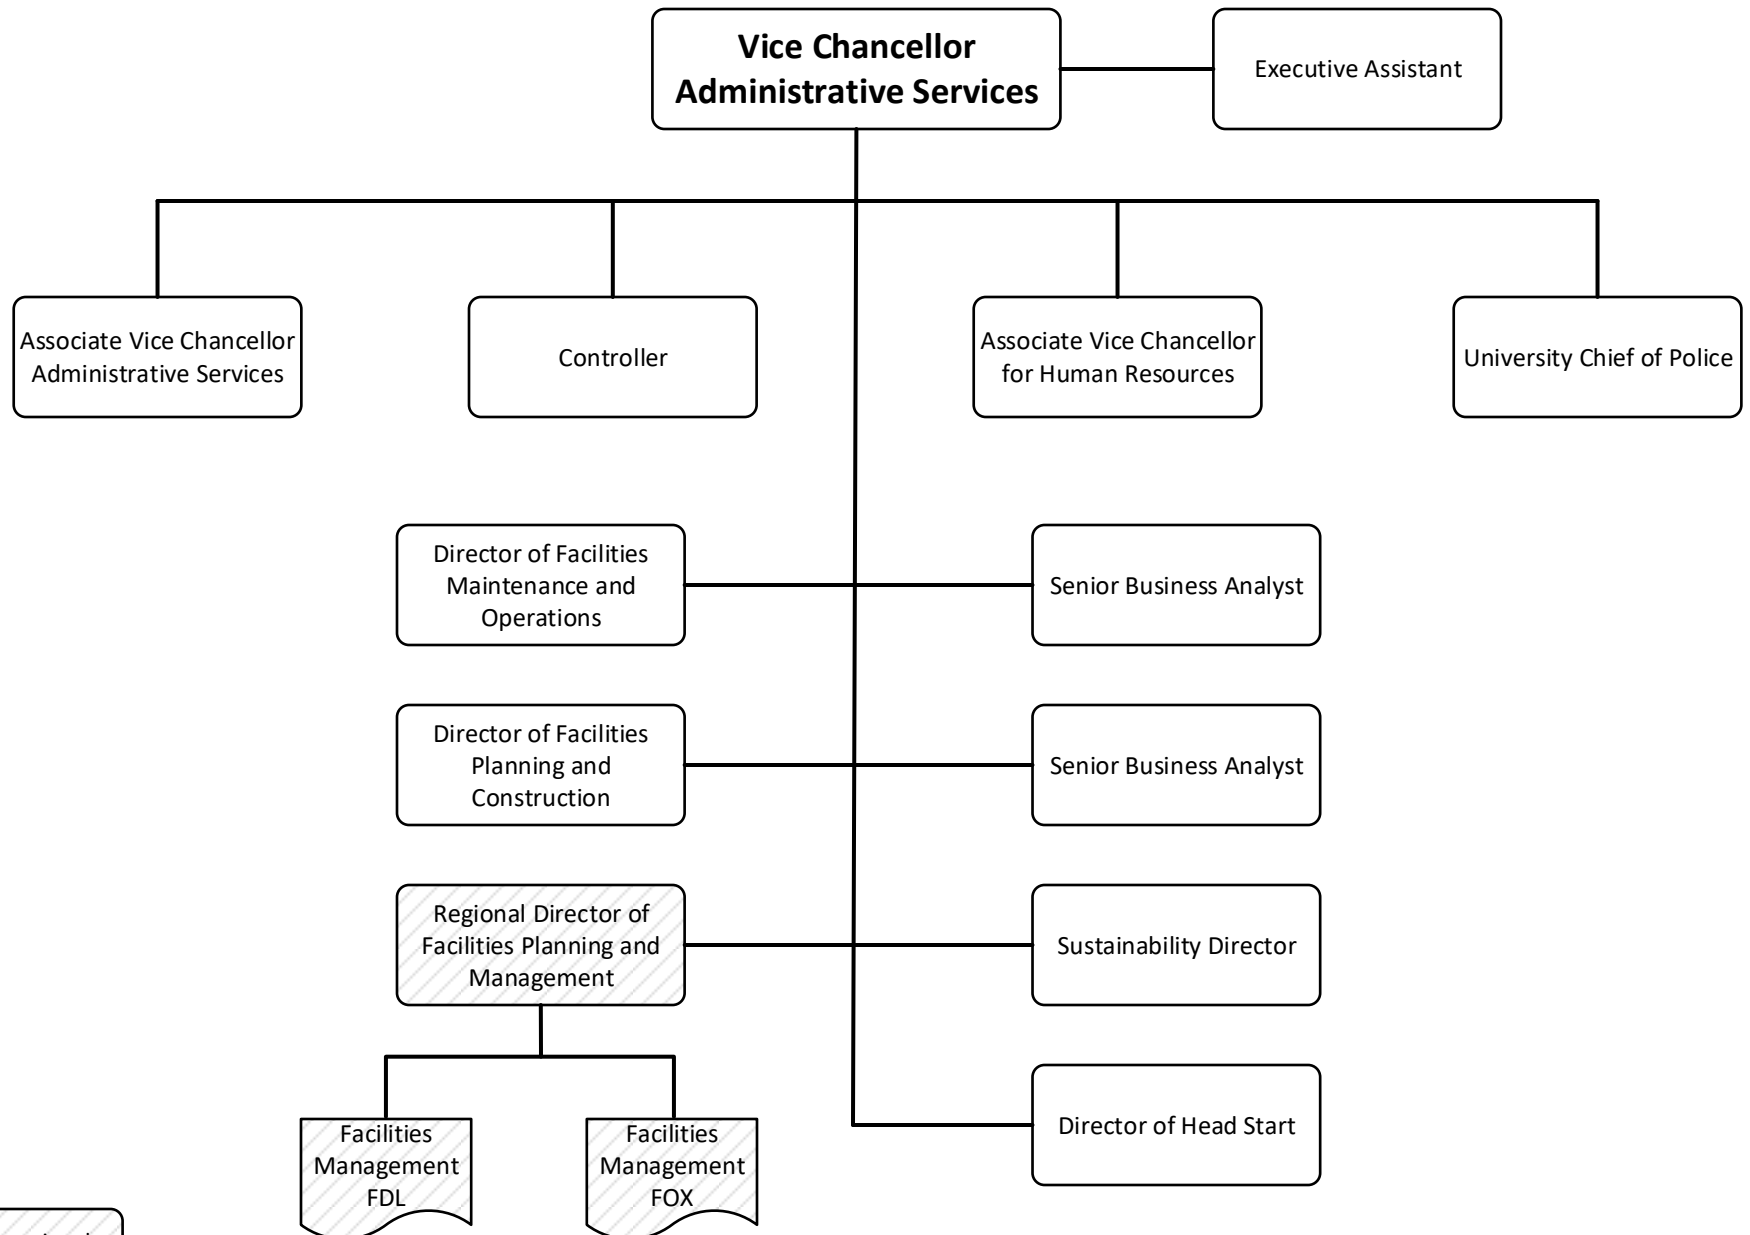 Vice Chancellor
Administrative Services
Executive Assistant
Associate Vice Chancellor
Administrative Services
Controller
Associate Vice Chancellor
for Human Resources
University Chief of Police
Director of Facilities
Maintenance and
Operations
Senior Business Analyst
Director of Facilities
Planning and
Construction
Senior Business Analyst
Regional Director of
Facilities Planning and
Management
Sustainability Director
Facilities
Management
FDL
Facilities
Management
FOX
Director of Head Start